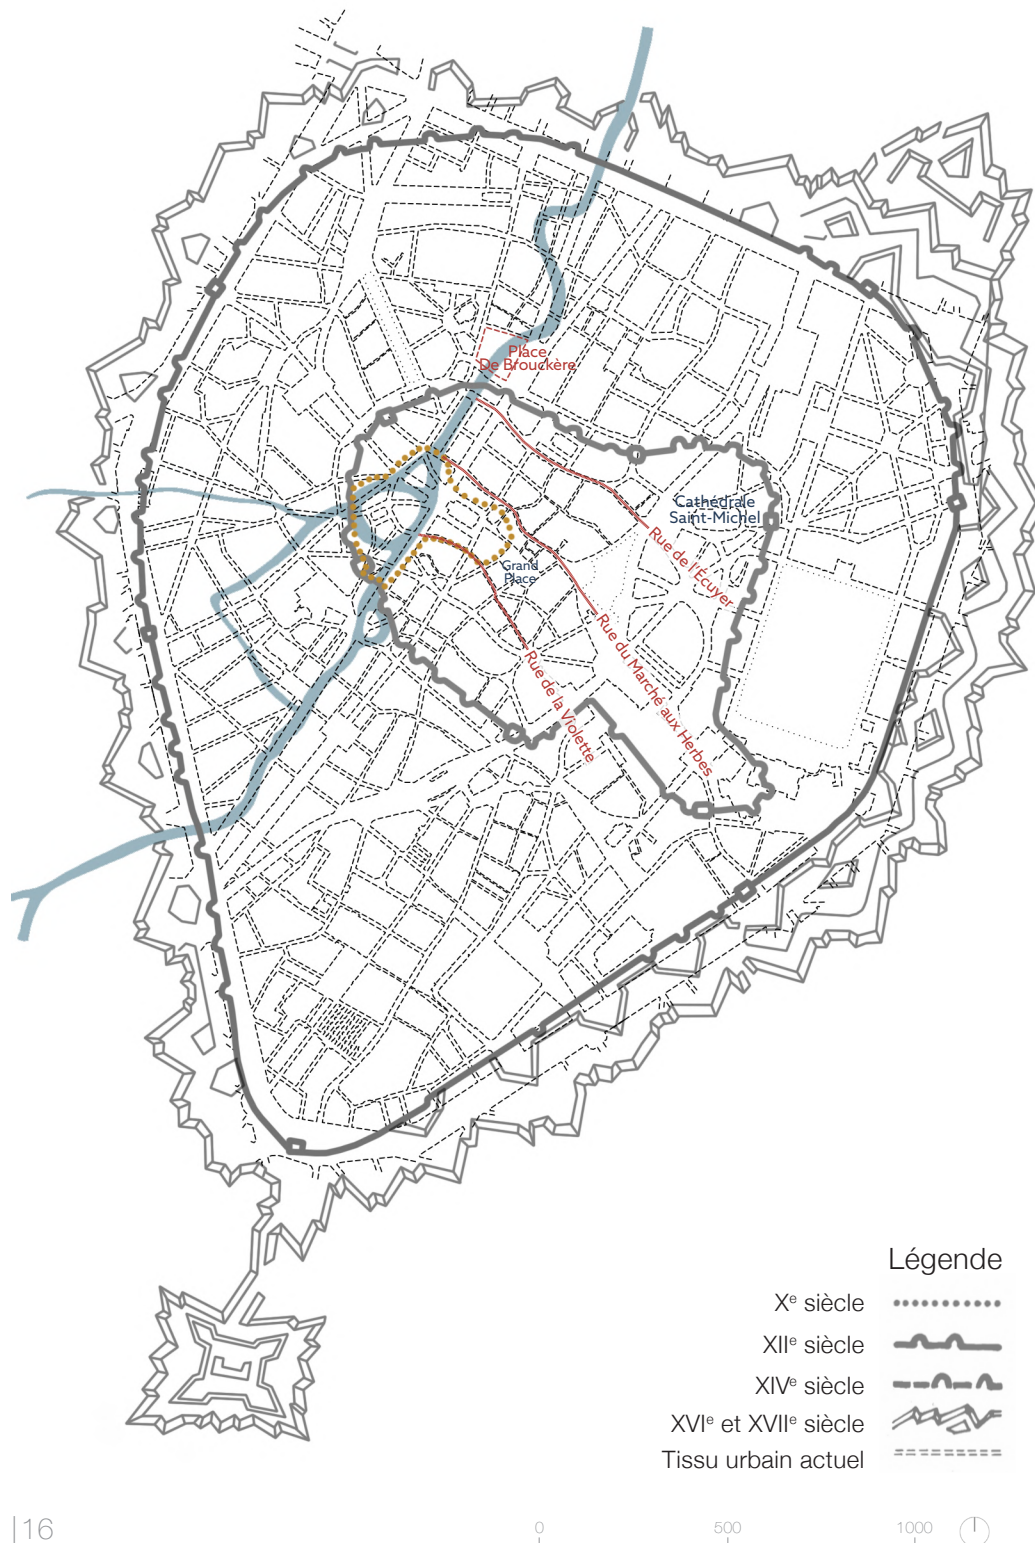 Place
De Brouckère
Cathédrale
Saint-Michel
Rue de l'Écuyer
Grand
Place
Rue du Marché aux Herbes
Rue de la Violette
Légende
Xᵉ siècle
XIIᵉ siècle
XIVᵉ siècle
XVIᵉ et XVIIᵉ siècle
Tissu urbain actuel
|16
0 500 1000